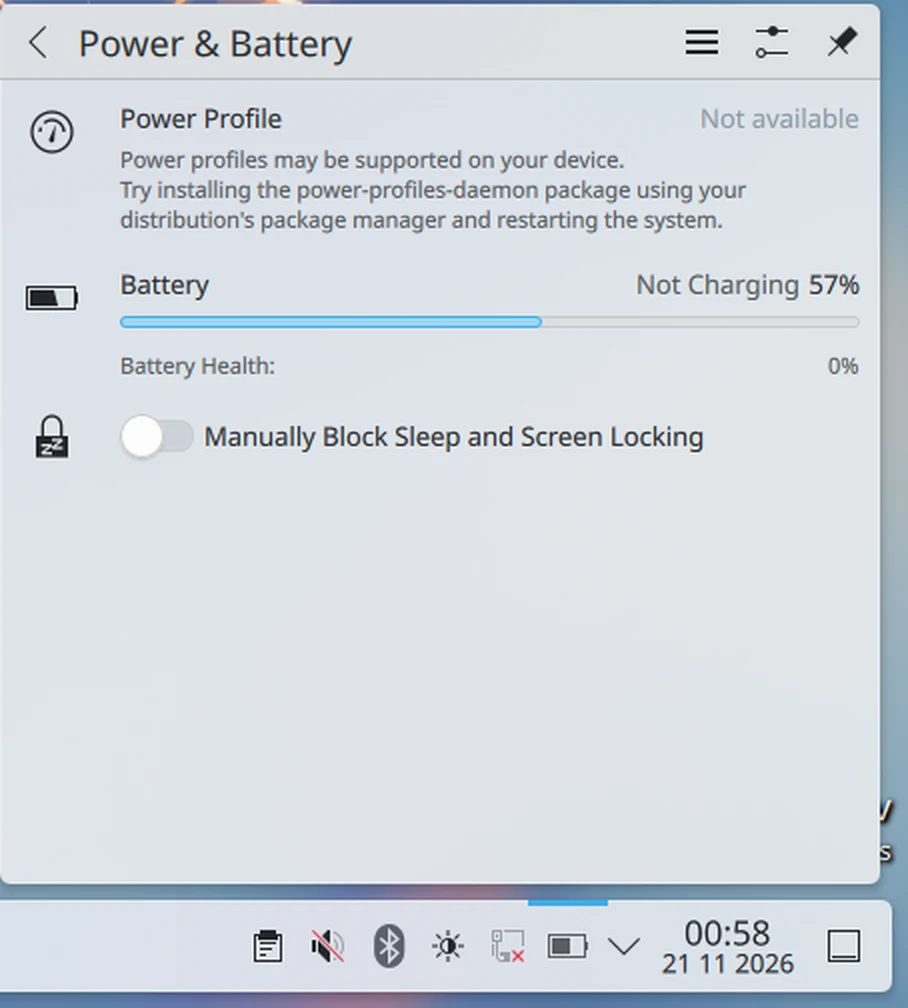 Power & Battery
Power Profile Not available
Power profiles may be supported on your device.
Try installing the power-profiles-daemon package using your
distribution's package manager and restarting the system.
Battery Not Charging 57%
Battery Health: 0%
zz
Manually Block Sleep and Screen Locking
s
00:58
21 11 2026